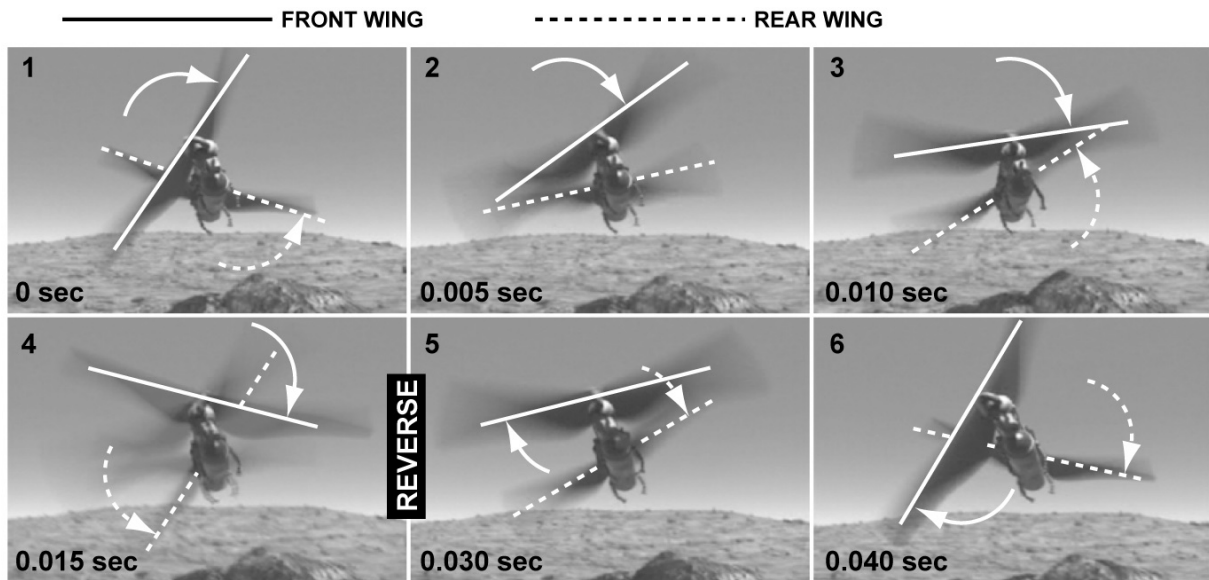 FRONT WING
REAR WING
1
2
3
0 sec
0.005 sec
0.010 sec
4
5
6
REVERSE
0.015 sec
0.030 sec
0.040 sec